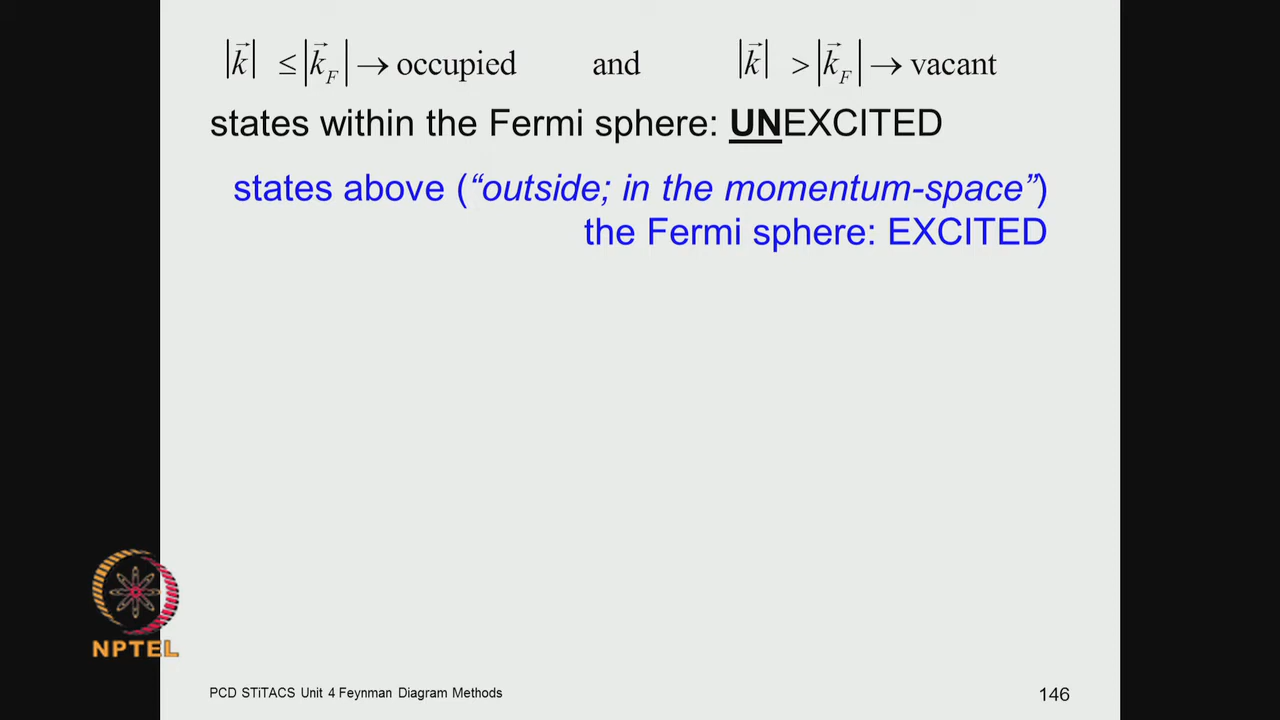 |k⃗| ≤ |k⃗_F| → occupied and |k⃗| > |k⃗_F| → vacant
states within the Fermi sphere: UNEXCITED
states above (“outside; in the momentum-space”)
the Fermi sphere: EXCITED
NPTEL
PCD STiTACS Unit 4 Feynman Diagram Methods
146